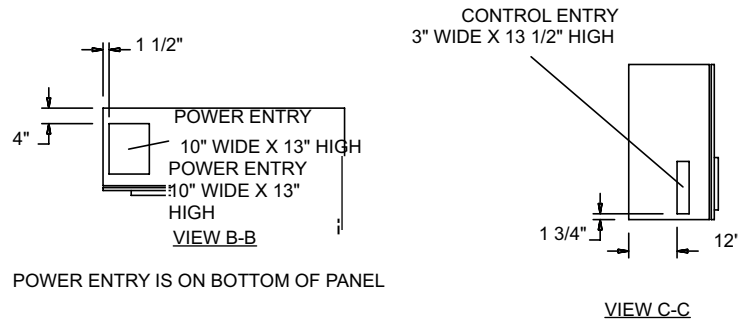 1 1/2"
4"
POWER ENTRY
10" WIDE X 13" HIGH
POWER ENTRY
10" WIDE X 13"
HIGH
VIEW B-B
POWER ENTRY IS ON BOTTOM OF PANEL
CONTROL ENTRY
3" WIDE X 13 1/2" HIGH
1 3/4"
12'
VIEW C-C